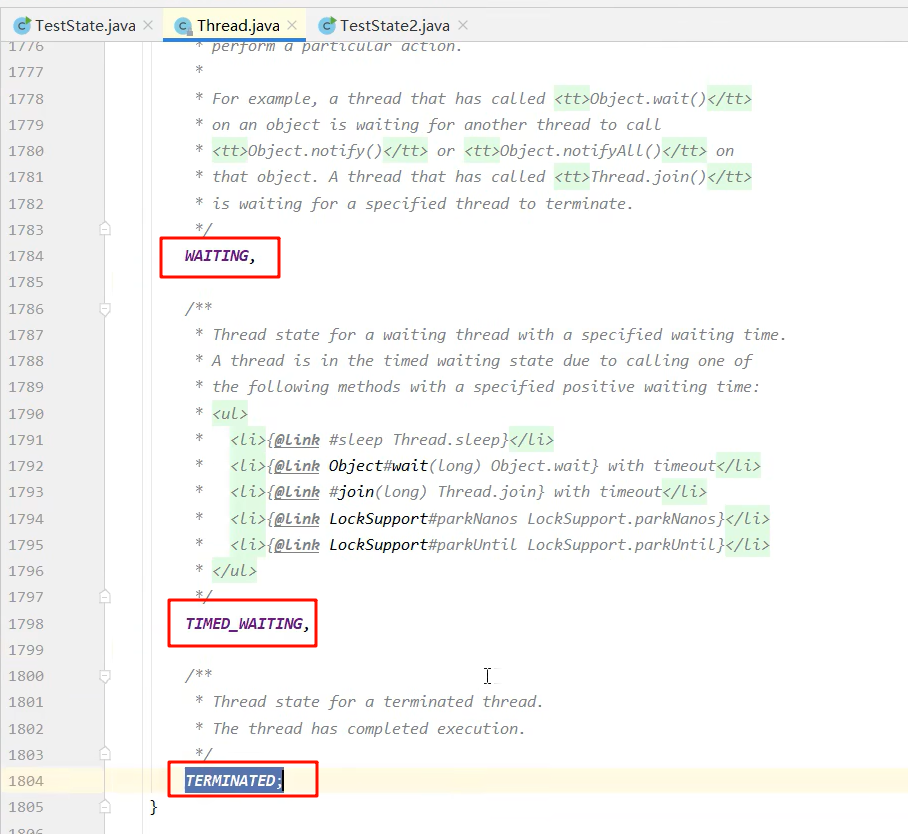 TestState.java Thread.java TestState2.java
1776 * perform a particular action.
1777 *
1778 * For example, a thread that has called <tt>Object.wait()</tt>
1779 * on an object is waiting for another thread to call
1780 * <tt>Object.notify()</tt> or <tt>Object.notifyAll()</tt> on
1781 * that object. A thread that has called <tt>Thread.join()</tt>
1782 * is waiting for a specified thread to terminate.
1783 */
1784 WAITING,
1785
1786 /**
1787 * Thread state for a waiting thread with a specified waiting time.
1788 * A thread is in the timed waiting state due to calling one of
1789 * the following methods with a specified positive waiting time:
1790 * <ul>
1791 * <li>{@link #sleep Thread.sleep}</li>
1792 * <li>{@link Object#wait(long) Object.wait} with timeout</li>
1793 * <li>{@link #join(long) Thread.join} with timeout</li>
1794 * <li>{@link LockSupport#parkNanos LockSupport.parkNanos}</li>
1795 * <li>{@link LockSupport#parkUntil LockSupport.parkUntil}</li>
1796 * </ul>
1797 */
1798 TIMED_WAITING,
1799
1800 /**
1801 * Thread state for a terminated thread.
1802 * The thread has completed execution.
1803 */
1804 TERMINATED;
1805 }
1806